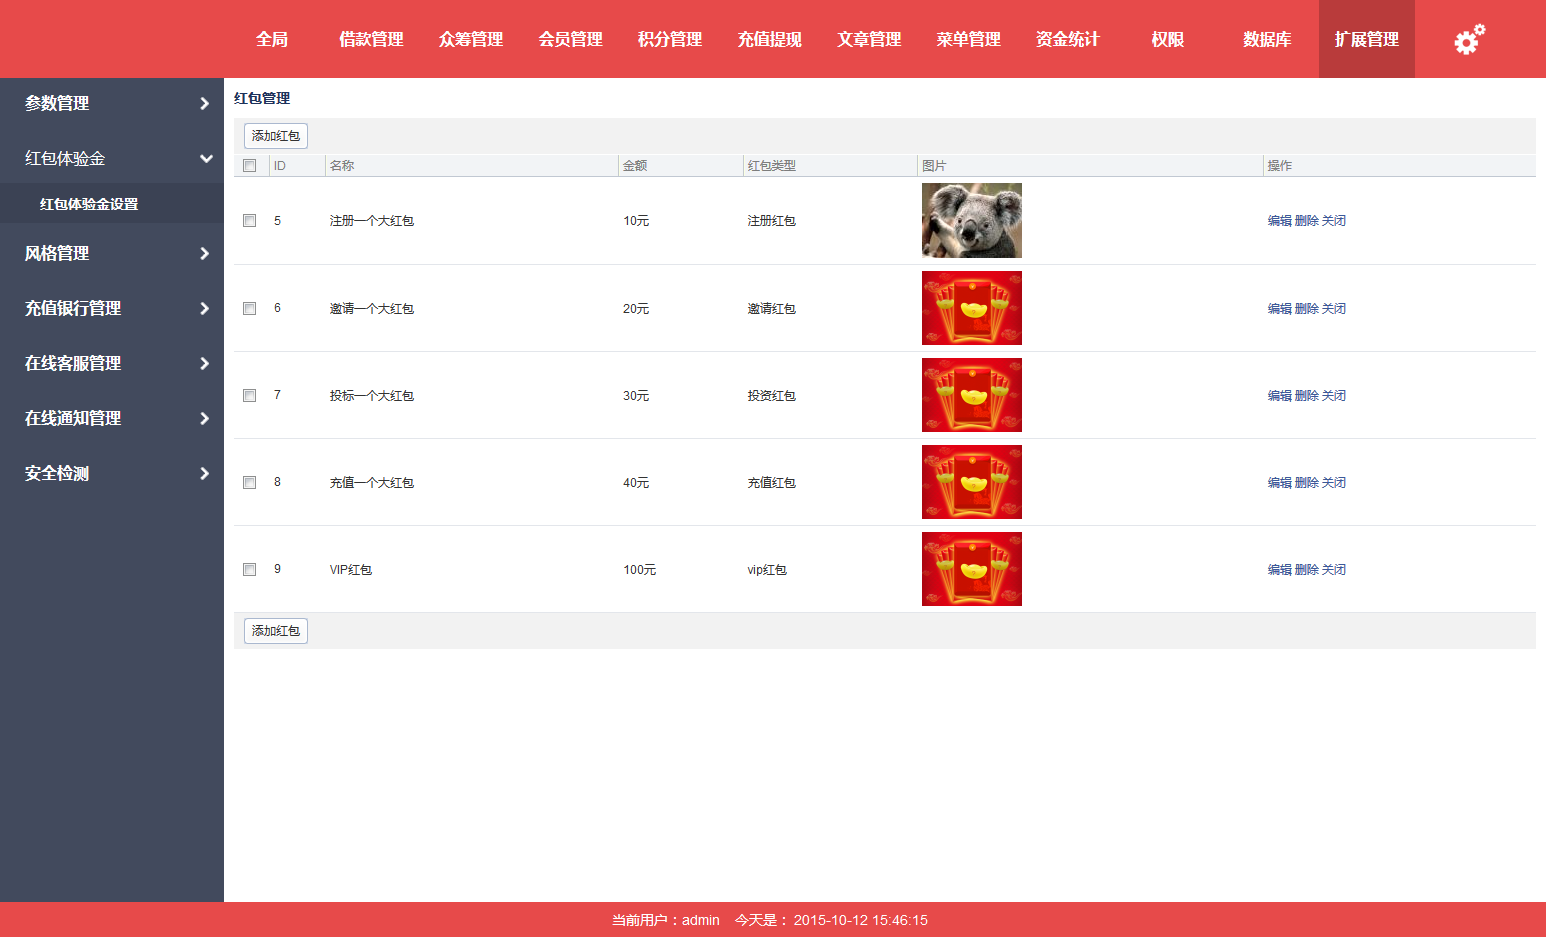 全局 借款管理 众筹管理 会员管理 积分管理 充值提现 文章管理 菜单管理 资金统计 权限 数据库 扩展管理
参数管理
红包体验金
红包体验金设置
风格管理
充值银行管理
在线客服管理
在线通知管理
安全检测
红包管理
添加红包
ID 名称 金额 红包类型 图片 操作
5 注册一个大红包 10元 注册红包 编辑 删除 关闭
6 邀请一个大红包 20元 邀请红包 编辑 删除 关闭
7 投标一个大红包 30元 投资红包 编辑 删除 关闭
8 充值一个大红包 40元 充值红包 编辑 删除 关闭
9 VIP红包 100元 vip红包 编辑 删除 关闭
添加红包
当前用户：admin 今天是： 2015-10-12 15:46:15